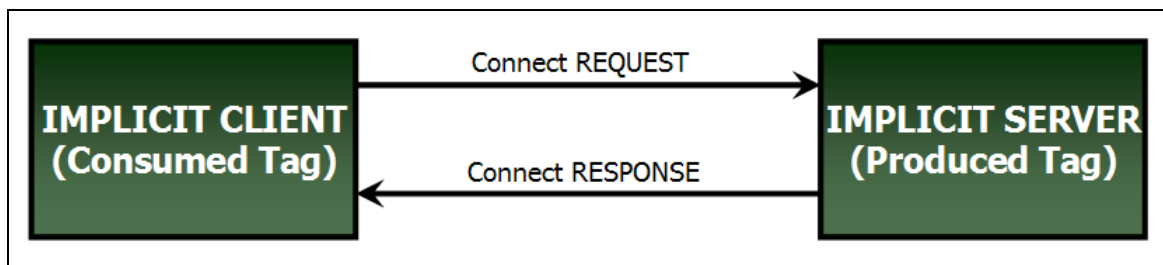 Connect REQUEST
IMPLICIT CLIENT
(Consumed Tag)
IMPLICIT SERVER
(Produced Tag)
Connect RESPONSE